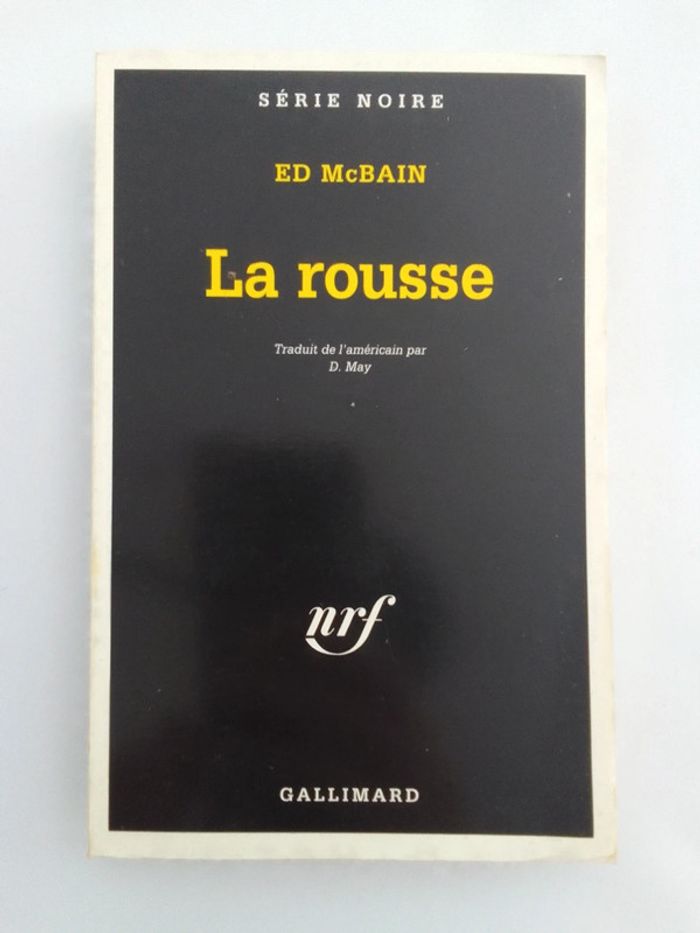 SÉRIE NOIRE
ED McBAIN
La rousse
Traduit de l'américain par
D. May
nrf
GALLIMARD